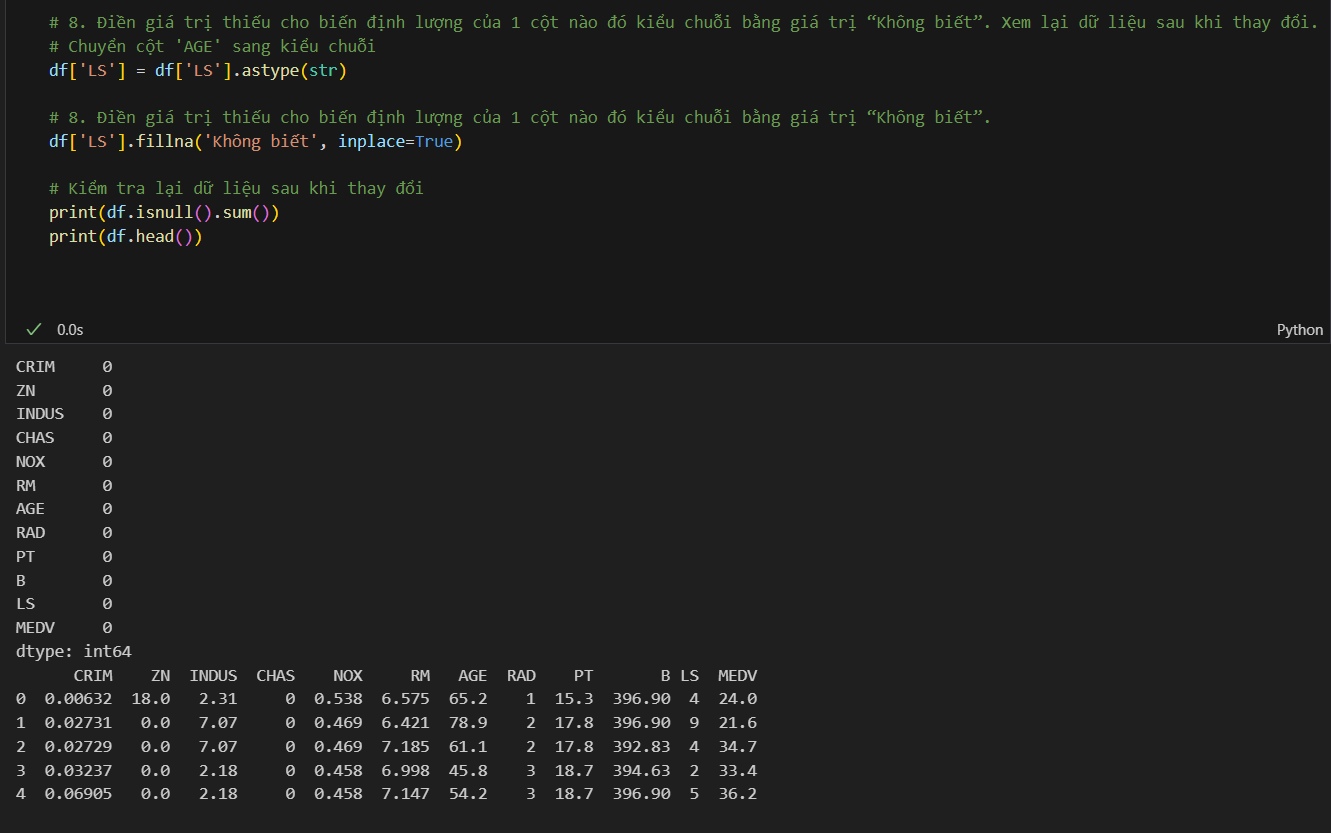 # 8. Điền giá trị thiếu cho biến định lượng của 1 cột nào đó kiểu chuỗi bằng giá trị “Không biết”. Xem lại dữ liệu sau khi thay đổi.
# Chuyển cột 'AGE' sang kiểu chuỗi
df['LS'] = df['LS'].astype(str)
# 8. Điền giá trị thiếu cho biến định lượng của 1 cột nào đó kiểu chuỗi bằng giá trị “Không biết”.
df['LS'].fillna('Không biết', inplace=True)
# Kiểm tra lại dữ liệu sau khi thay đổi
print(df.isnull().sum())
print(df.head())
0.0s Python
CRIM 0
ZN 0
INDUS 0
CHAS 0
NOX 0
RM 0
AGE 0
RAD 0
PT 0
B 0
LS 0
MEDV 0
dtype: int64
CRIM ZN INDUS CHAS NOX RM AGE RAD PT B LS MEDV
0 0.00632 18.0 2.31 0 0.538 6.575 65.2 1 15.3 396.90 4 24.0
1 0.02731 0.0 7.07 0 0.469 6.421 78.9 2 17.8 396.90 9 21.6
2 0.02729 0.0 7.07 0 0.469 7.185 61.1 2 17.8 392.83 4 34.7
3 0.03237 0.0 2.18 0 0.458 6.998 45.8 3 18.7 394.63 2 33.4
4 0.06905 0.0 2.18 0 0.458 7.147 54.2 3 18.7 396.90 5 36.2